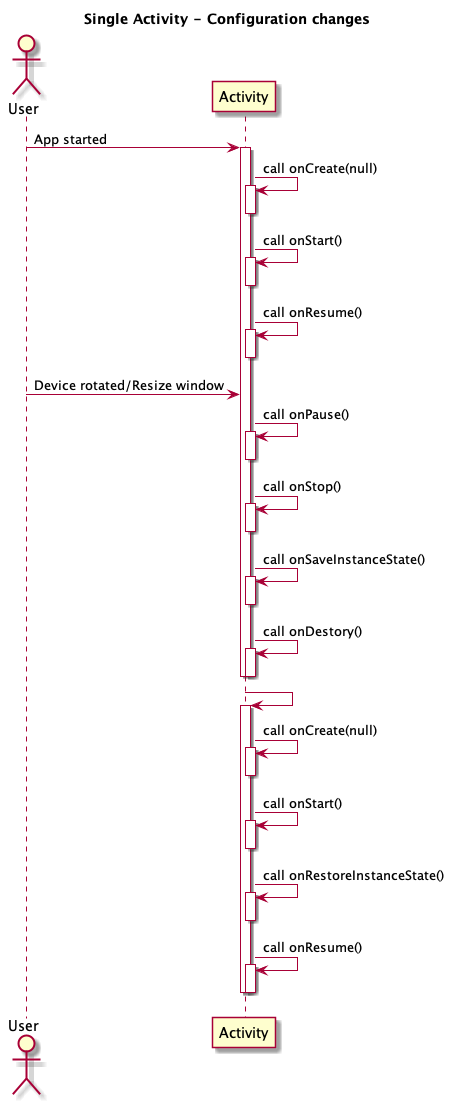 Single Activity - Configuration changes
User
Activity
App started
call onCreate(null)
call onStart()
call onResume()
Device rotated/Resize window
call onPause()
call onStop()
call onSaveInstanceState()
call onDestory()
call onCreate(null)
call onStart()
call onRestoreInstanceState()
call onResume()
User
Activity